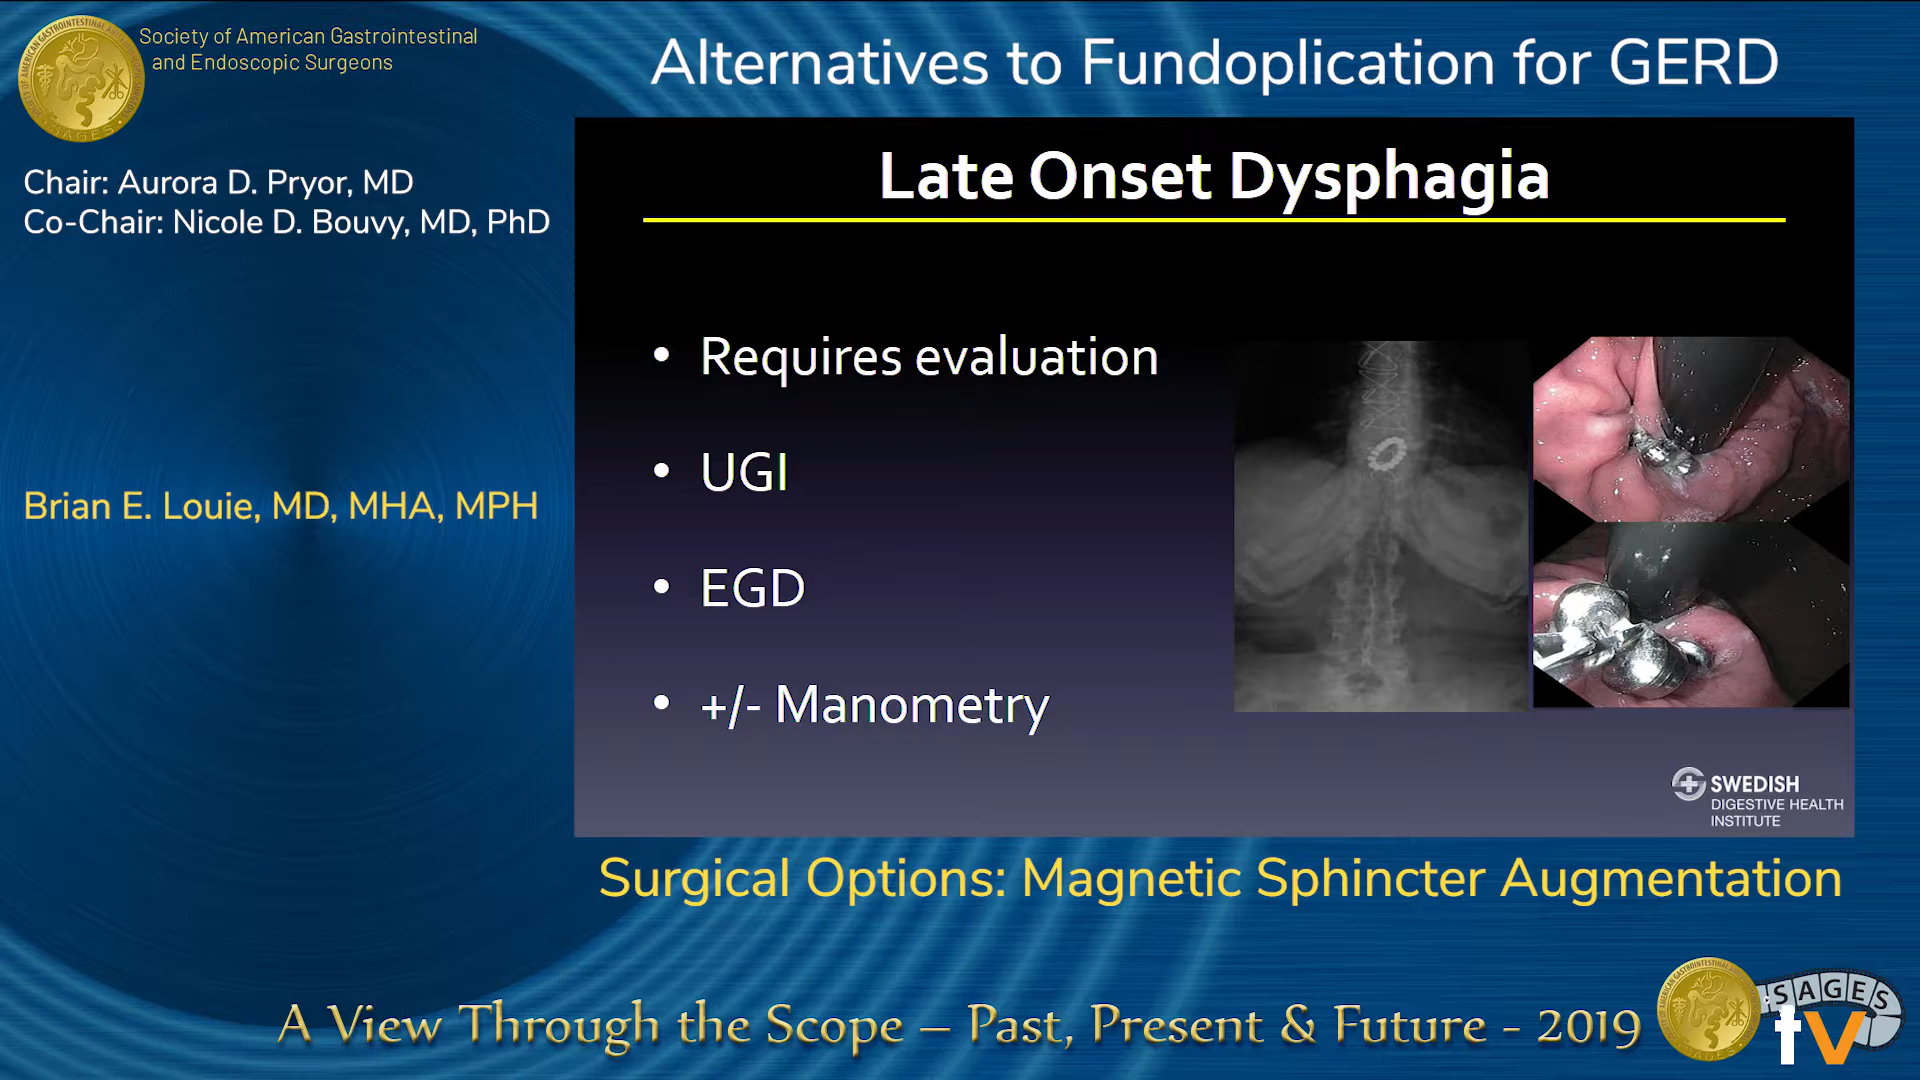 Society of American Gastrointestinal
and Endoscopic Surgeons
Alternatives to Fundoplication for GERD
Chair: Aurora D. Pryor, MD
Co-Chair: Nicole D. Bouvy, MD, PhD
Brian E. Louie, MD, MHA, MPH
Late Onset Dysphagia
• Requires evaluation
• UGI
• EGD
• +/- Manometry
SWEDISH
DIGESTIVE HEALTH
INSTITUTE
Surgical Options: Magnetic Sphincter Augmentation
A View Through the Scope – Past, Present & Future - 2019
SAGES
tv